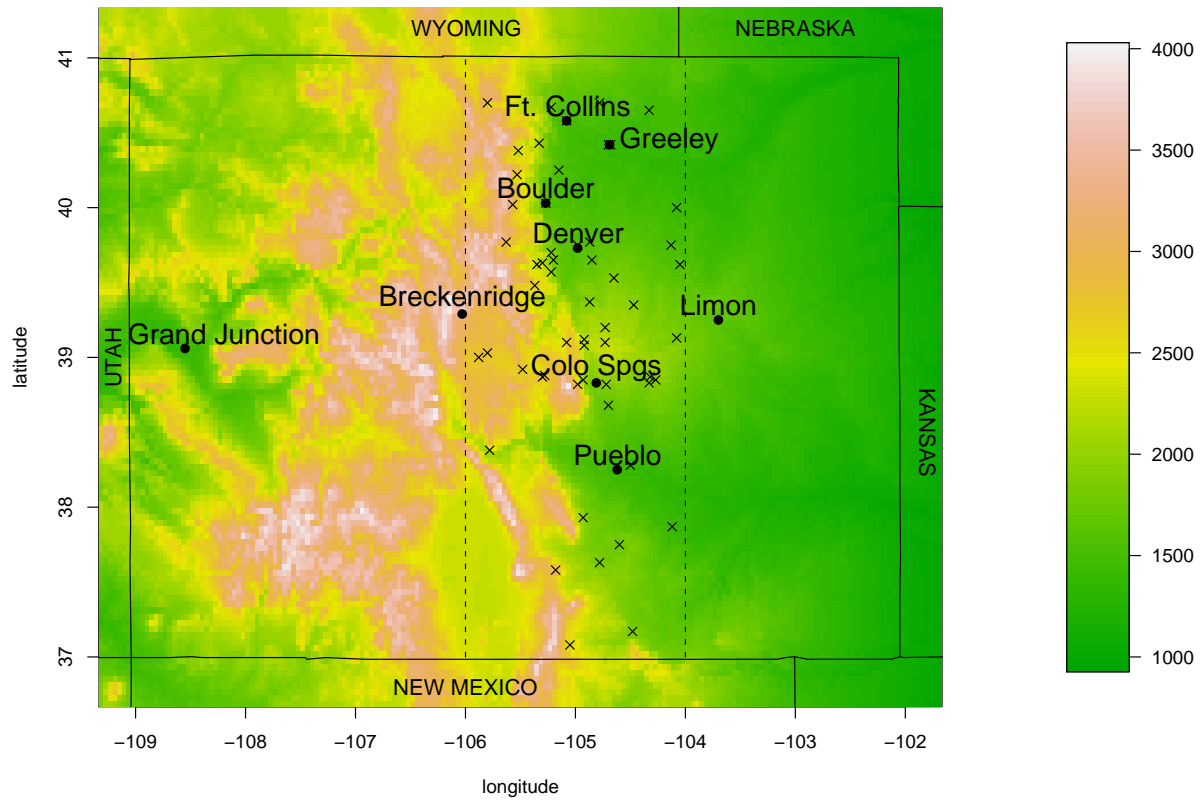 WYOMING
NEBRASKA
Ft. Collins
Greeley
Boulder
Denver
Breckenridge
Limon
Grand Junction
UTAH
Colo Spgs
KANSAS
Pueblo
NEW MEXICO
41
40
39
38
37
latitude
−109
−108
−107
−106
−105
−104
−103
−102
longitude
4000
3500
3000
2500
2000
1500
1000